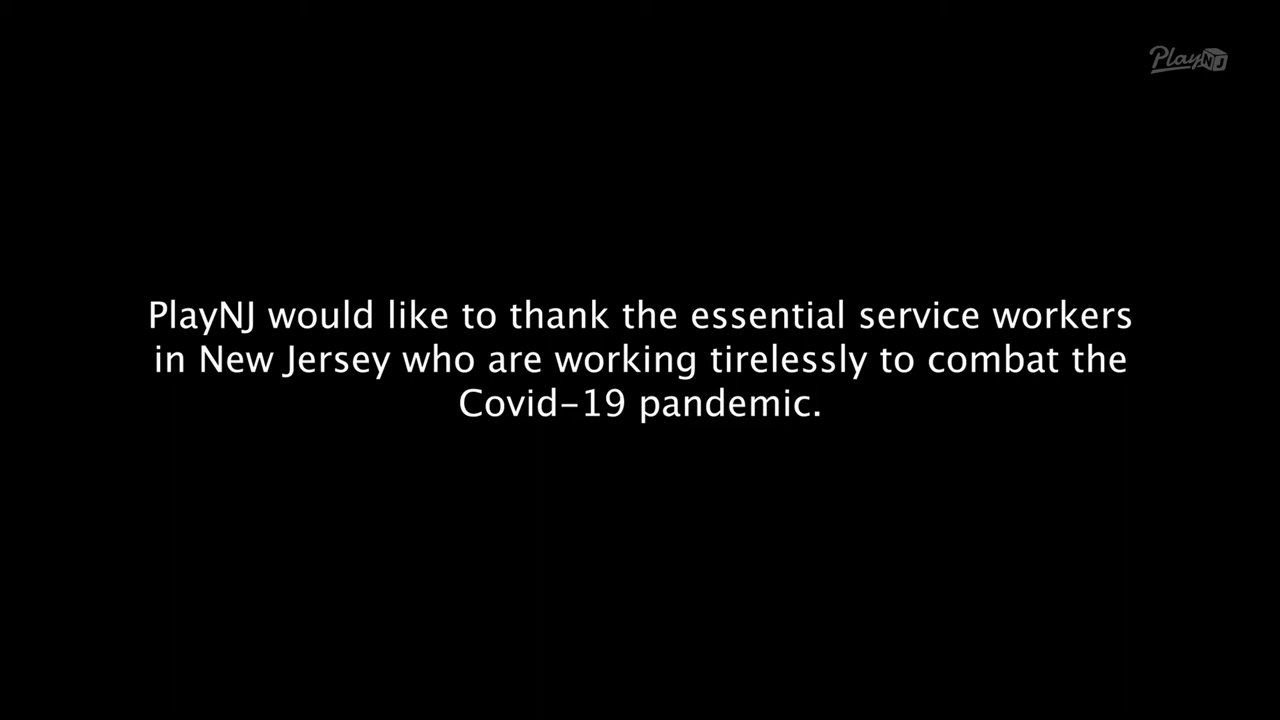 PlayNJ
PlayNJ would like to thank the essential service workers
in New Jersey who are working tirelessly to combat the
Covid-19 pandemic.